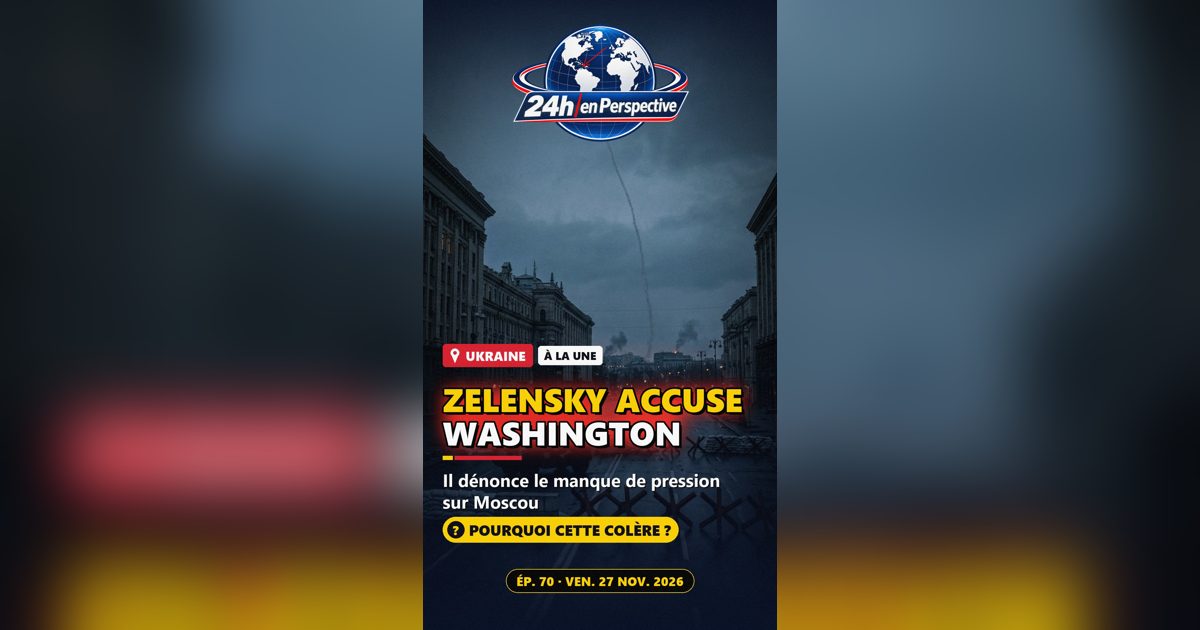 24h/en Perspective
UKRAINE
À LA UNE
ZELENSKY ACCUSE
WASHINGTON
Il dénonce le manque de pression
sur Moscou
? POURQUOI CETTE COLÈRE ?
ÉP. 70 · VEN. 27 NOV. 2026